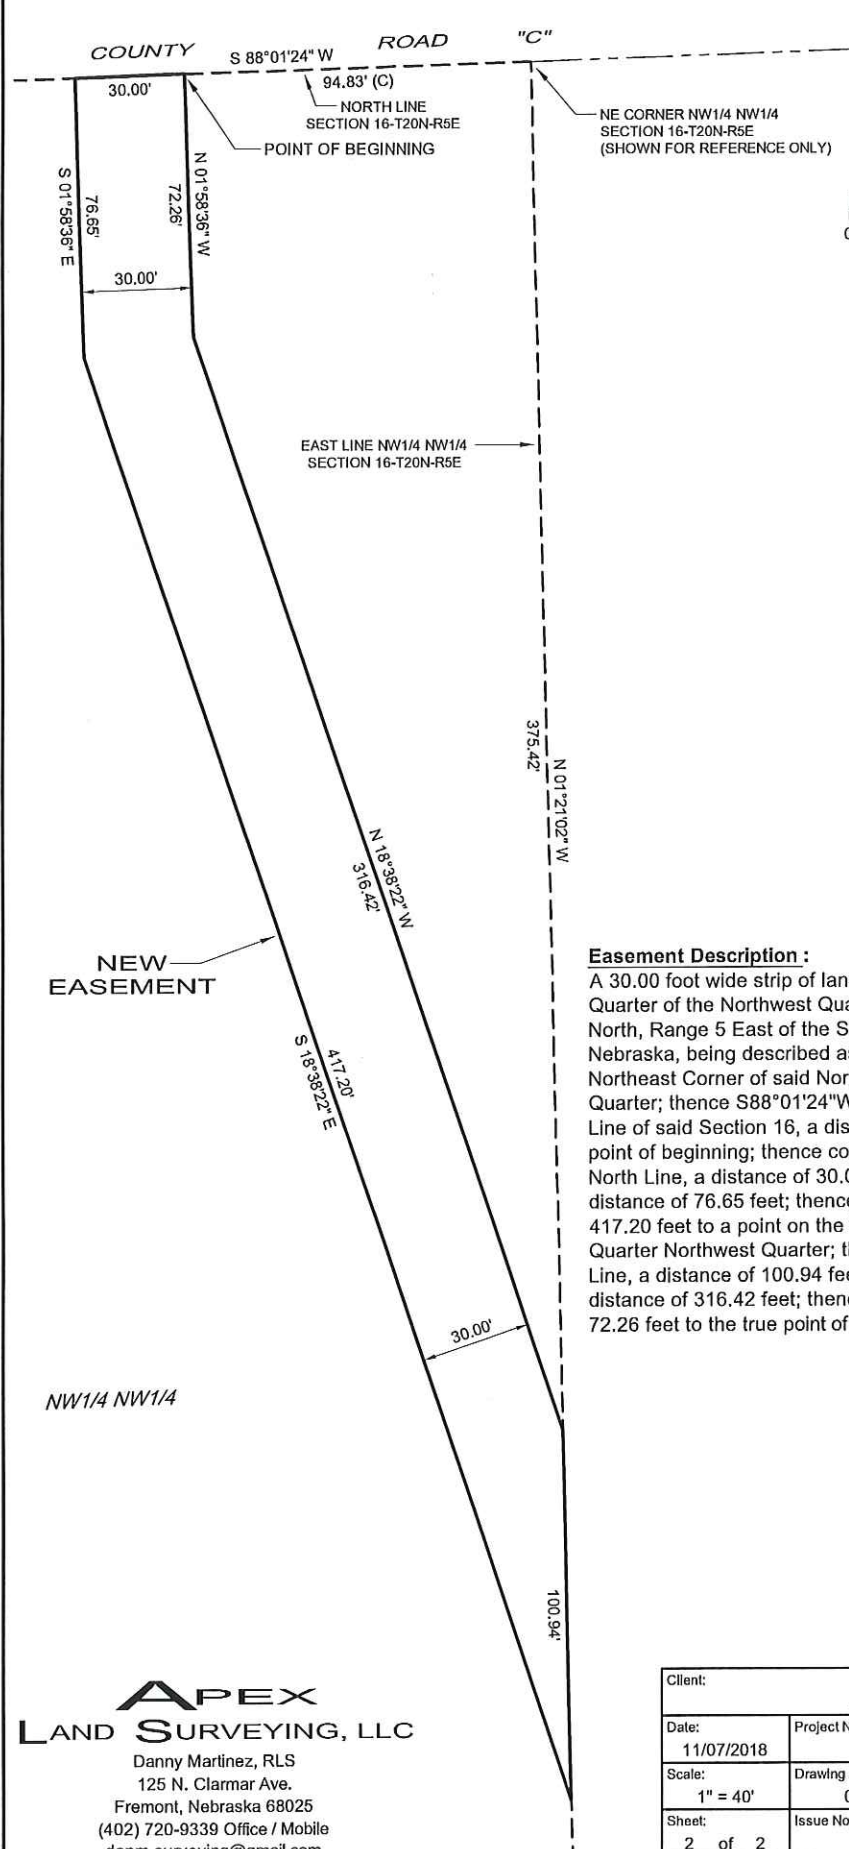 COUNTY ROAD "C"
S 88°01'24" W
30.00'
94.83' (C)
NORTH LINE
SECTION 16-T20N-R5E
POINT OF BEGINNING
NE CORNER NW1/4 NW1/4
SECTION 16-T20N-R5E
(SHOWN FOR REFERENCE ONLY)
S 01°58'36" E
76.65'
72.26'
N 01°58'36" W
30.00'
EAST LINE NW1/4 NW1/4
SECTION 16-T20N-R5E
375.42'
N 01°21'02" W
N 18°38'22" W
316.42'
NEW
EASEMENT
417.20'
S 18°38'22" E
Easement Description :
A 30.00 foot wide strip of lan
Quarter of the Northwest Qua
North, Range 5 East of the S
Nebraska, being described a
Northeast Corner of said Nor
Quarter; thence S88°01'24"W
Line of said Section 16, a dis
point of beginning; thence co
North Line, a distance of 30.0
distance of 76.65 feet; thence
417.20 feet to a point on the
Quarter Northwest Quarter; t
Line, a distance of 100.94 fe
distance of 316.42 feet; then
72.26 feet to the true point of
30.00'
NW1/4 NW1/4
100.94'
APEX
LAND SURVEYING, LLC
Danny Martinez, RLS
125 N. Clarmar Ave.
Fremont, Nebraska 68025
(402) 720-9339 Office / Mobile
Client:
Date:
11/07/2018
Project N
Scale:
1" = 40'
Drawing
Sheet:
2 of 2
Issue No